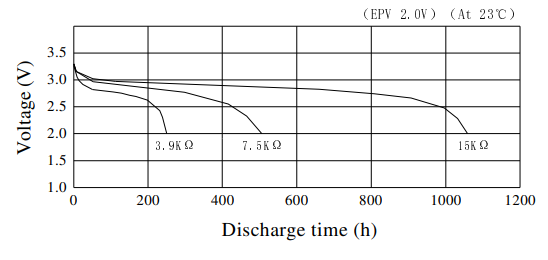 (EPV 2.0V) (At 23℃)
Voltage (V)
3.5
3.0
2.5
2.0
1.5
1.0
3.9KΩ
7.5KΩ
15KΩ
0 200 400 600 800 1000 1200
Discharge time (h)